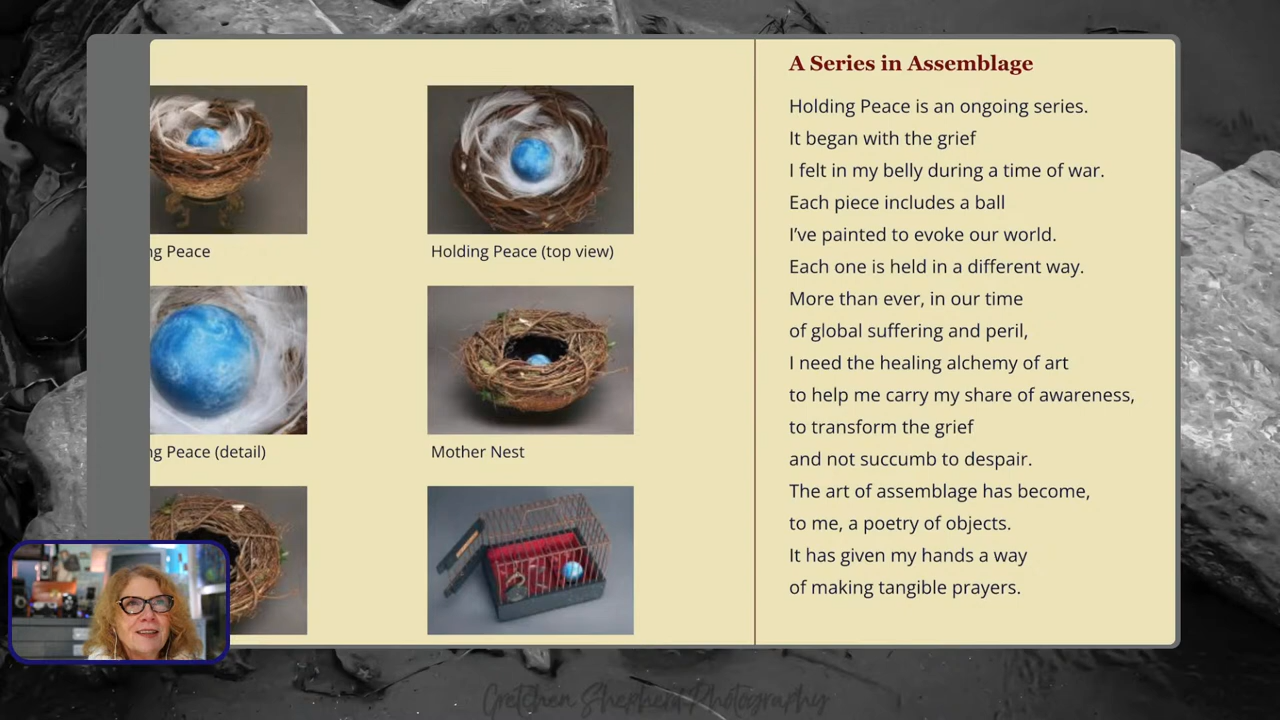 A Series in Assemblage
Holding Peace is an ongoing series.
It began with the grief
I felt in my belly during a time of war.
Each piece includes a ball
I’ve painted to evoke our world.
Each one is held in a different way.
More than ever, in our time
of global suffering and peril,
I need the healing alchemy of art
to help me carry my share of awareness,
to transform the grief
and not succumb to despair.
The art of assemblage has become,
to me, a poetry of objects.
It has given my hands a way
of making tangible prayers.
ng Peace
Holding Peace (top view)
ng Peace (detail)
Mother Nest
Gretchen Shepherd Photography